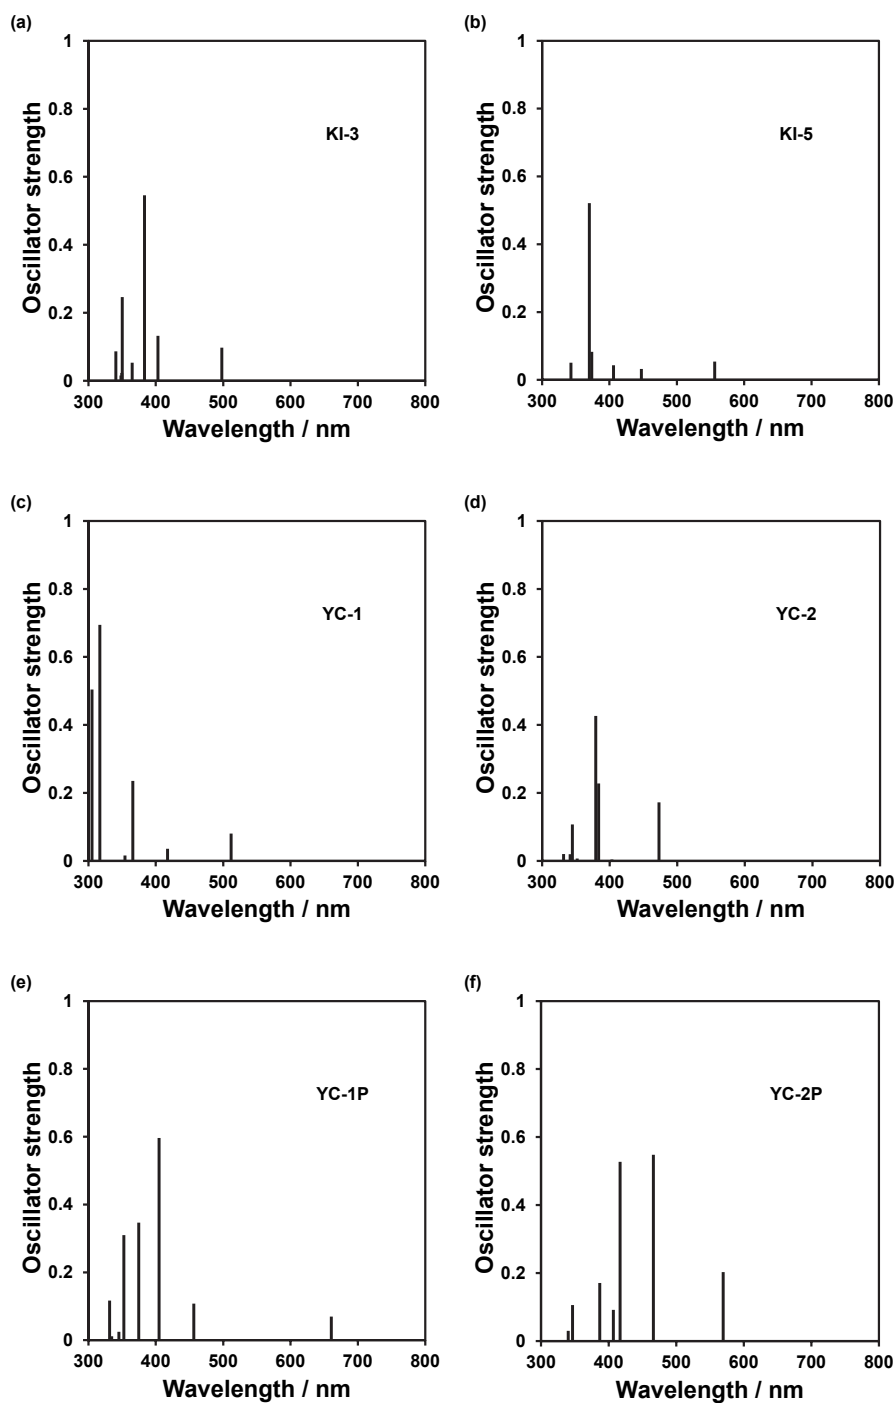 (a)
1
0.8
0.6
0.4
0.2
0
Oscillator strength
KI-3
300 400 500 600 700 800
Wavelength / nm
(b)
1
0.8
0.6
0.4
0.2
0
Oscillator strength
KI-5
300 400 500 600 700 800
Wavelength / nm
(c)
1
0.8
0.6
0.4
0.2
0
Oscillator strength
YC-1
300 400 500 600 700 800
Wavelength / nm
(d)
1
0.8
0.6
0.4
0.2
0
Oscillator strength
YC-2
300 400 500 600 700 800
Wavelength / nm
(e)
1
0.8
0.6
0.4
0.2
0
Oscillator strength
YC-1P
300 400 500 600 700 800
Wavelength / nm
(f)
1
0.8
0.6
0.4
0.2
0
Oscillator strength
YC-2P
300 400 500 600 700 800
Wavelength / nm